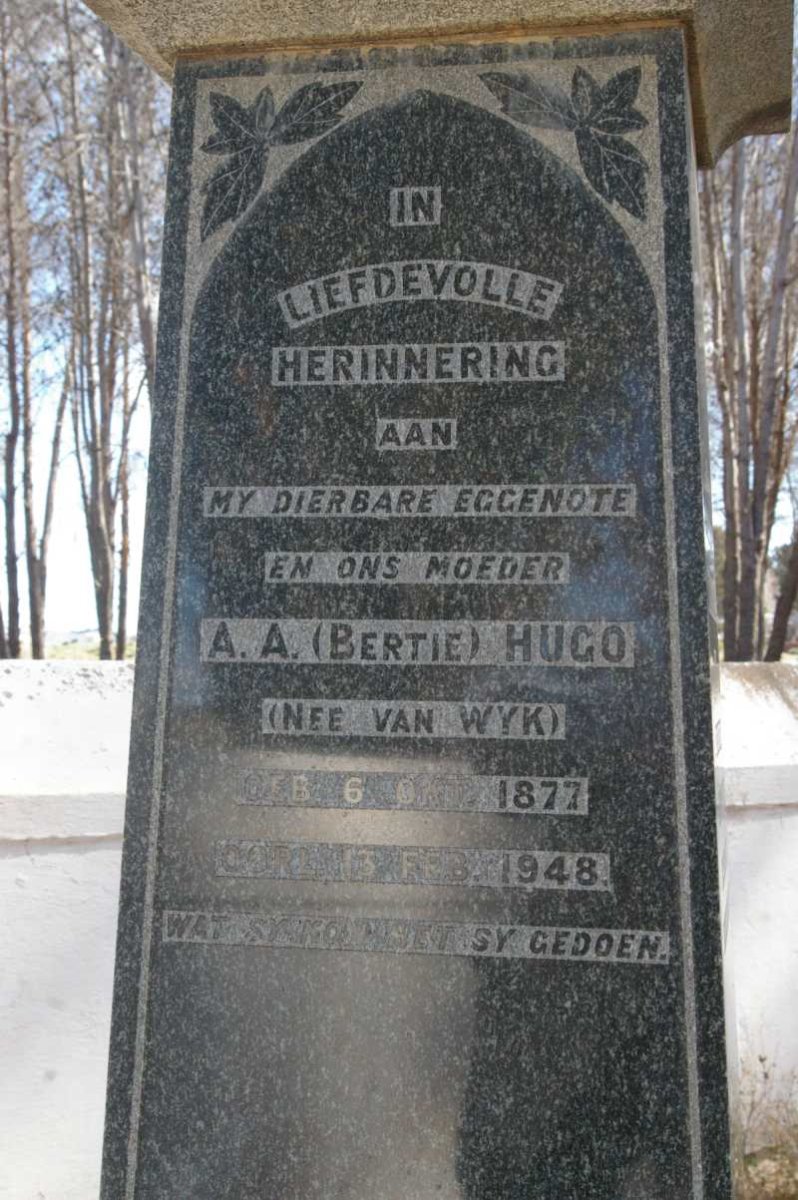 IN
LIEFDEVOLLE
HERINNERING
AAN
MY DIERBARE EGGENOTE
EN ONS MOEDER
A. A. (BERTIE) HUGO
(NEE VAN WYK)
GEB. 6 OKT. 1877
OORL. 13 FEB. 1948.
WAT SY KON HET SY GEDOEN.